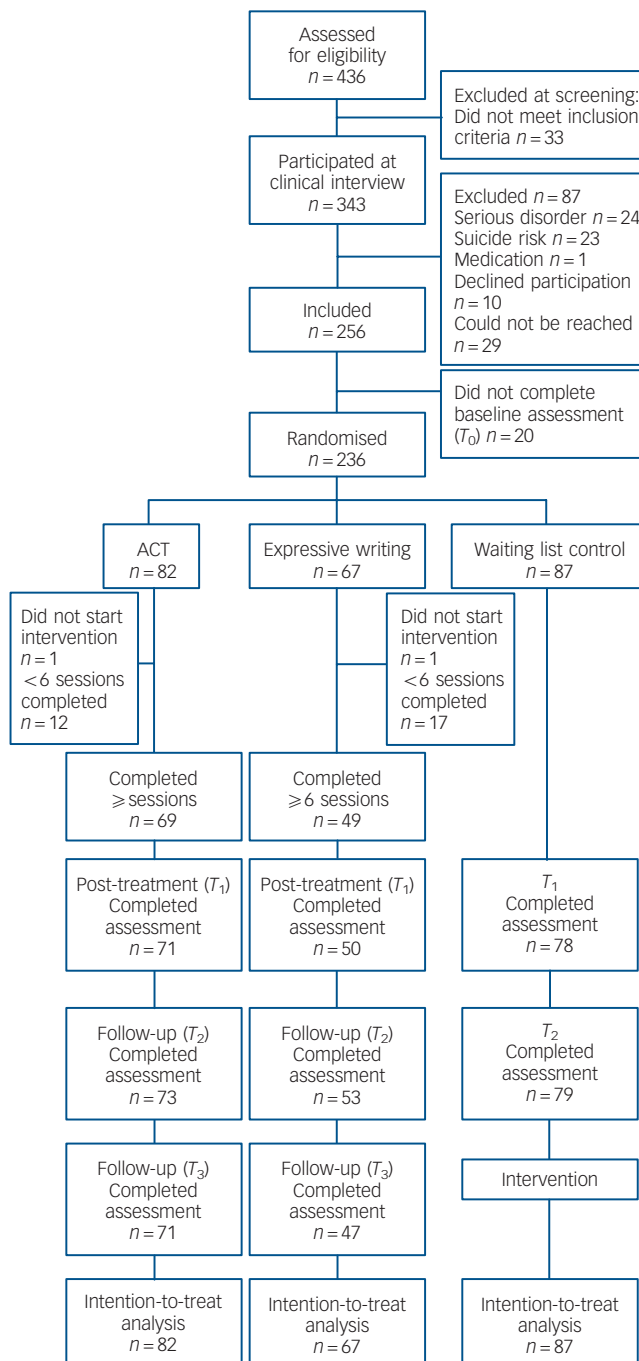 Assessed
for eligibility
n = 436
Excluded at screening:
Did not meet inclusion
criteria n = 33
Participated at
clinical interview
n = 343
Excluded n = 87
Serious disorder n = 24
Suicide risk n = 23
Medication n = 1
Declined participation
n = 10
Could not be reached
n = 29
Included
n = 256
Did not complete
baseline assessment
(T0) n = 20
Randomised
n = 236
ACT
n = 82
Expressive writing
n = 67
Waiting list control
n = 87
Did not start
intervention
n = 1
<6 sessions
completed
n = 12
Did not start
intervention
n = 1
<6 sessions
completed
n = 17
Completed
⩾sessions
n = 69
Completed
⩾6 sessions
n = 49
Post-treatment (T1)
Completed
assessment
n = 71
Post-treatment (T1)
Completed
assessment
n = 50
T1
Completed
assessment
n = 78
Follow-up (T2)
Completed
assessment
n = 73
Follow-up (T2)
Completed
assessment
n = 53
T2
Completed
assessment
n = 79
Follow-up (T3)
Completed
assessment
n = 71
Follow-up (T3)
Completed
assessment
n = 47
Intervention
Intention-to-treat
analysis
n = 82
Intention-to-treat
analysis
n = 67
Intention-to-treat
analysis
n = 87